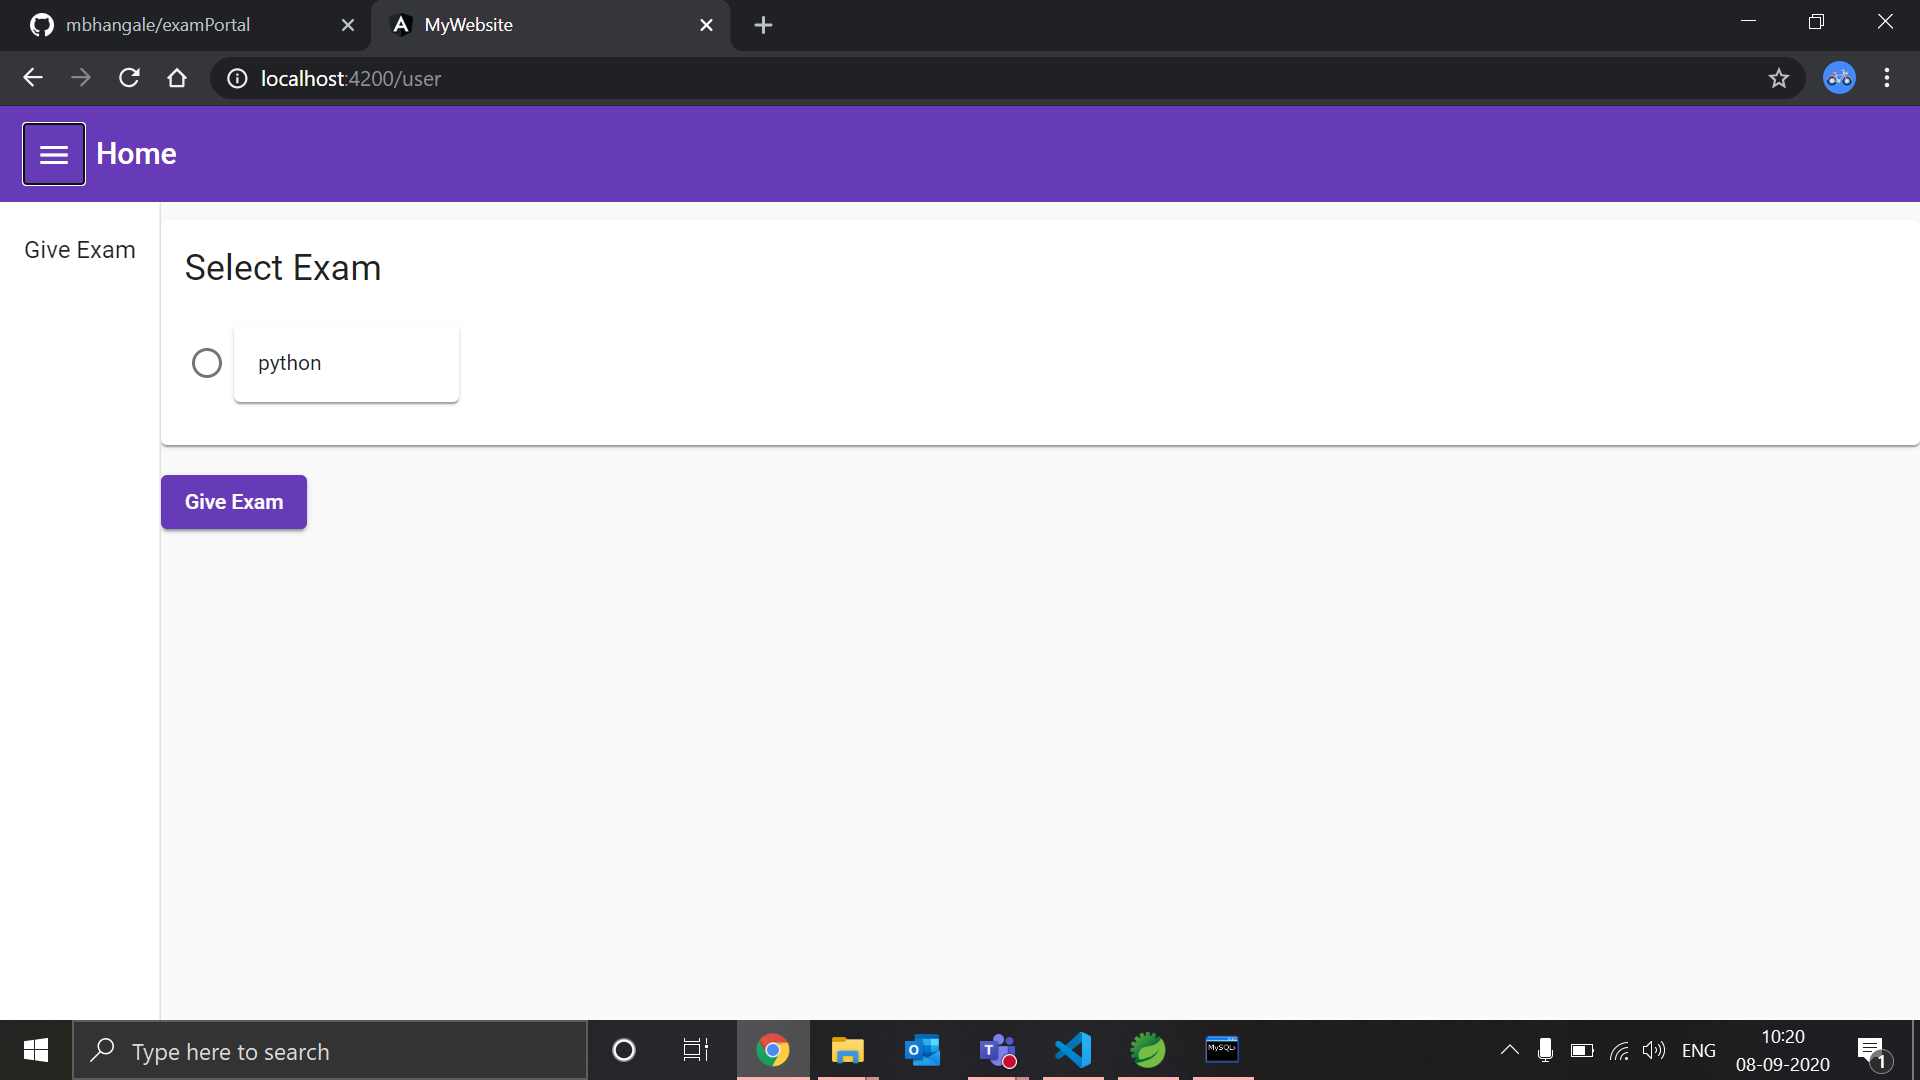 mbhangale/examPortal
MyWebsite
localhost:4200/user
Home
Give Exam
Select Exam
python
Give Exam
Type here to search
MySQL>
ENG
10:20
08-09-2020
1